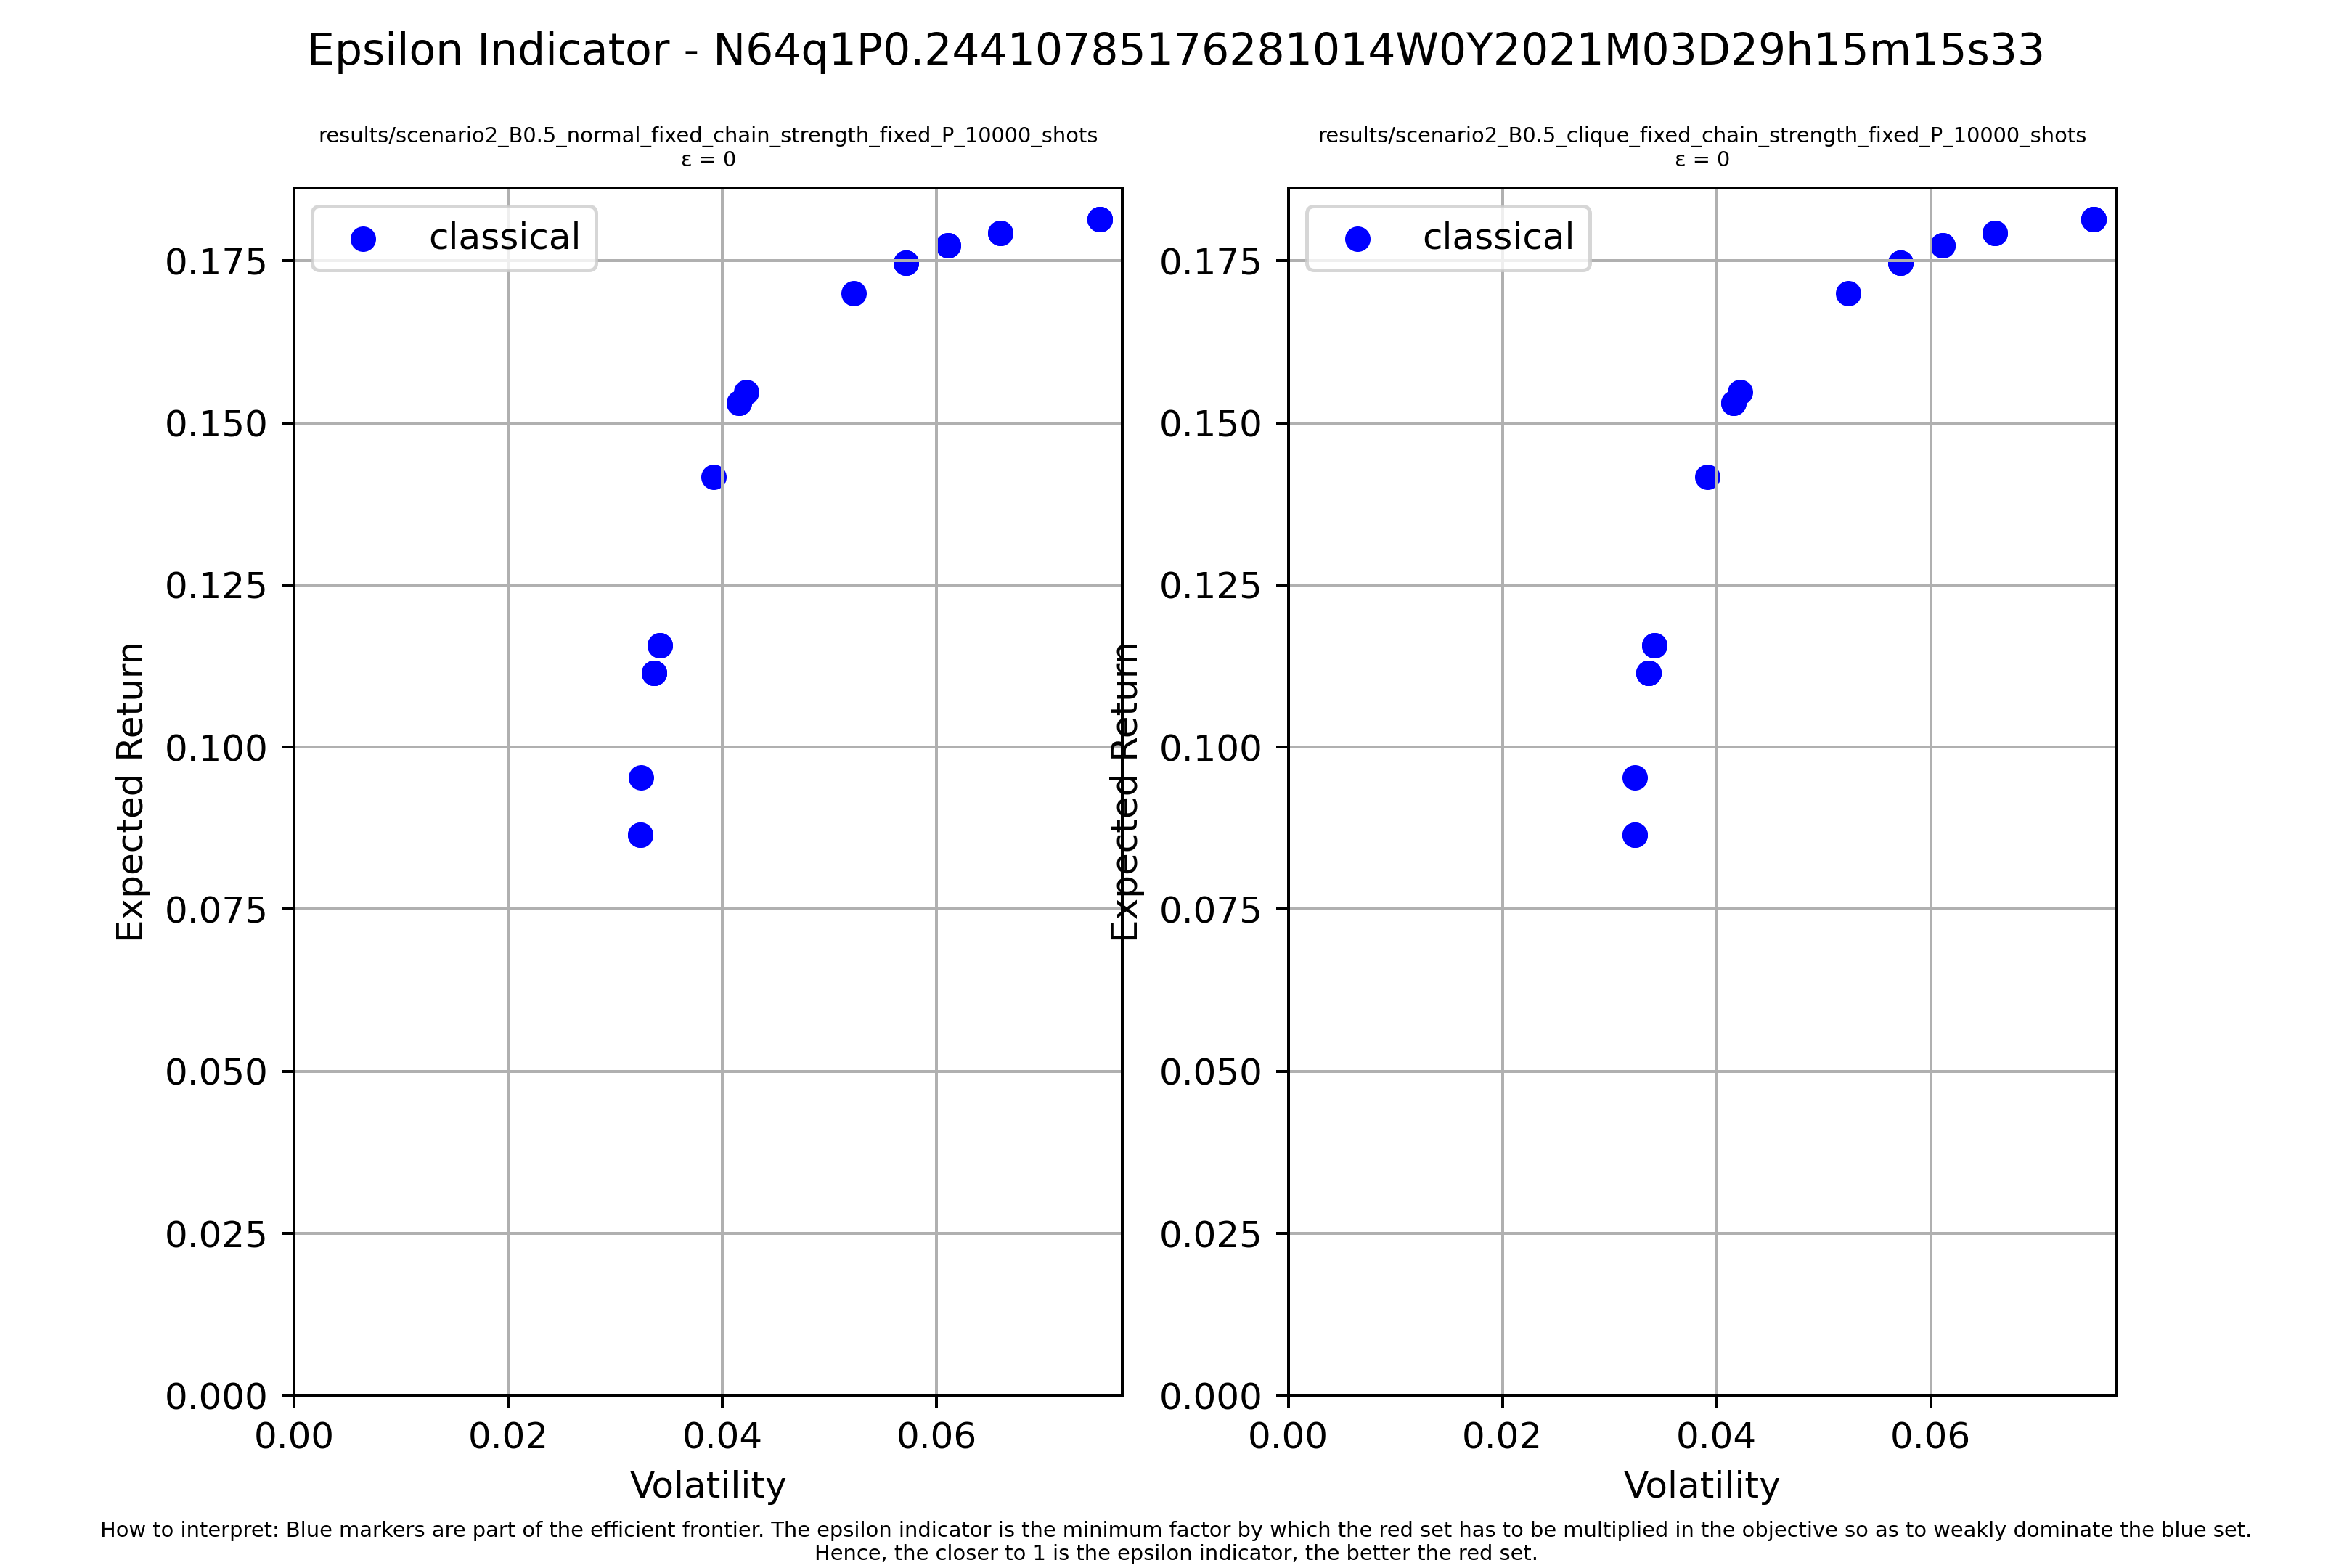 Epsilon Indicator - N64q1P0.24410785176281014W0Y2021M03D29h15m15s33
results/scenario2_B0.5_normal_fixed_chain_strength_fixed_P_10000_shots
ε = 0
classical
0.175
0.150
0.125
0.100
0.075
0.050
0.025
0.000
Expected Return
0.00 0.02 0.04 0.06
Volatility
results/scenario2_B0.5_clique_fixed_chain_strength_fixed_P_10000_shots
ε = 0
classical
0.175
0.150
0.125
0.100
0.075
0.050
0.025
0.000
Expected Return
0.00 0.02 0.04 0.06
Volatility
How to interpret: Blue markers are part of the efficient frontier. The epsilon indicator is the minimum factor by which the red set has to be multiplied in the objective so as to weakly dominate the blue set.
Hence, the closer to 1 is the epsilon indicator, the better the red set.